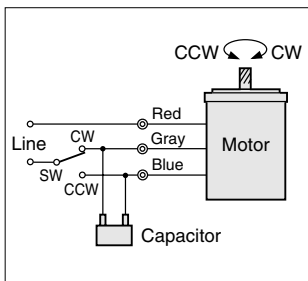 CCW CW
Red
Line CW Gray Motor
SW CCW Blue
Capacitor